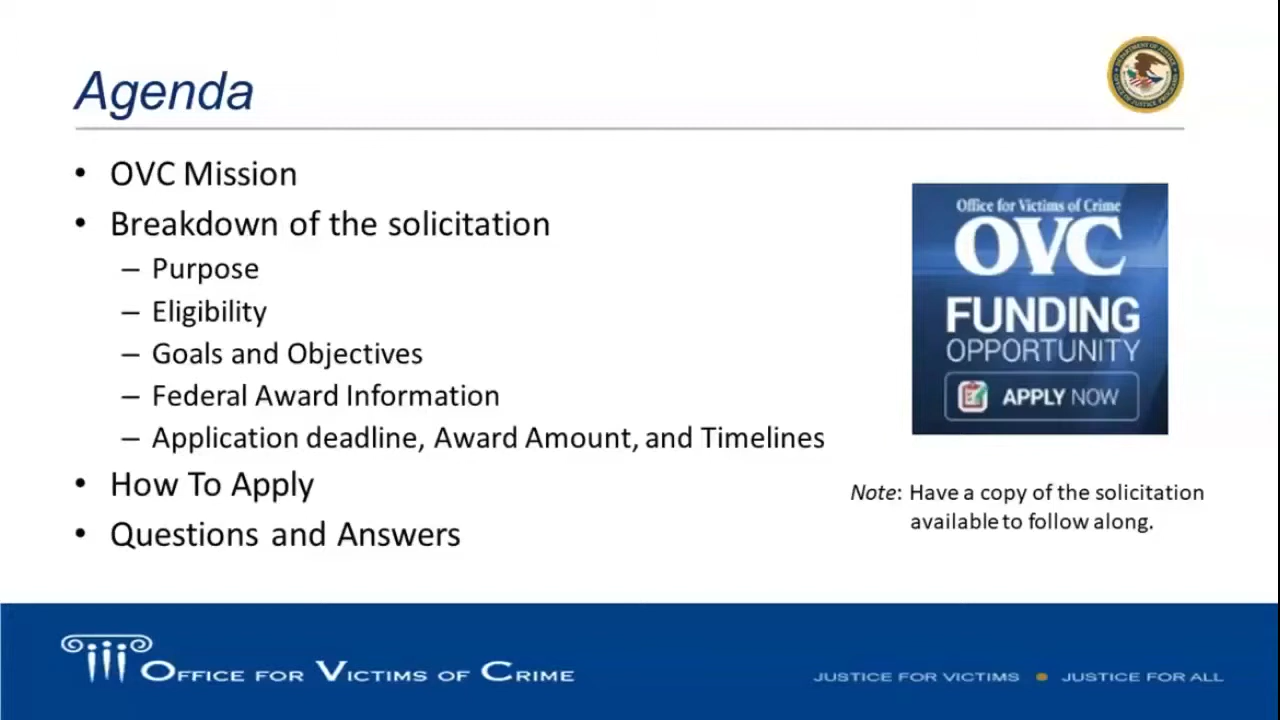 Agenda
• OVC Mission
• Breakdown of the solicitation
– Purpose
– Eligibility
– Goals and Objectives
– Federal Award Information
– Application deadline, Award Amount, and Timelines
• How To Apply
• Questions and Answers
Office for Victims of Crime
OVC
FUNDING
OPPORTUNITY
APPLY NOW
Note: Have a copy of the solicitation
available to follow along.
OFFICE FOR VICTIMS OF CRIME
JUSTICE FOR VICTIMS • JUSTICE FOR ALL